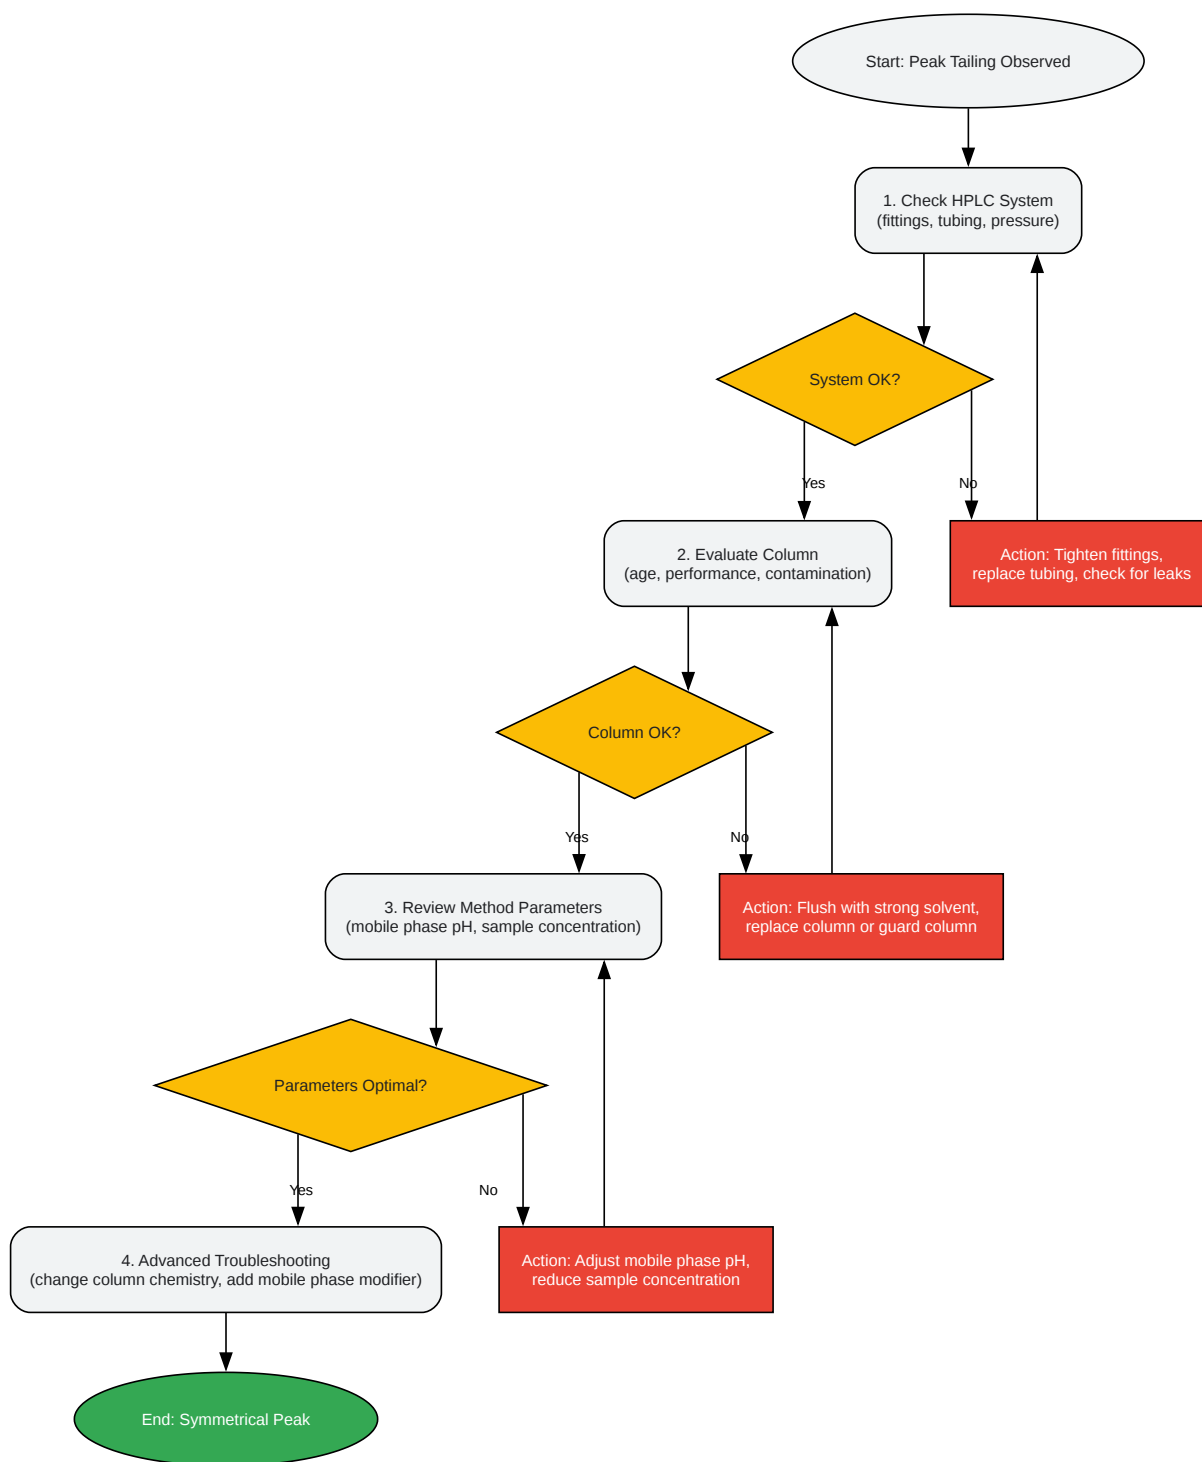 Start: Peak Tailing Observed
1. Check HPLC System
(fittings, tubing, pressure)
System OK?
Yes
No
2. Evaluate Column
(age, performance, contamination)
Action: Tighten fittings,
replace tubing, check for leaks
Column OK?
Yes
No
3. Review Method Parameters
(mobile phase pH, sample concentration)
Action: Flush with strong solvent,
replace column or guard column
Parameters Optimal?
Yes
No
4. Advanced Troubleshooting
(change column chemistry, add mobile phase modifier)
Action: Adjust mobile phase pH,
reduce sample concentration
End: Symmetrical Peak